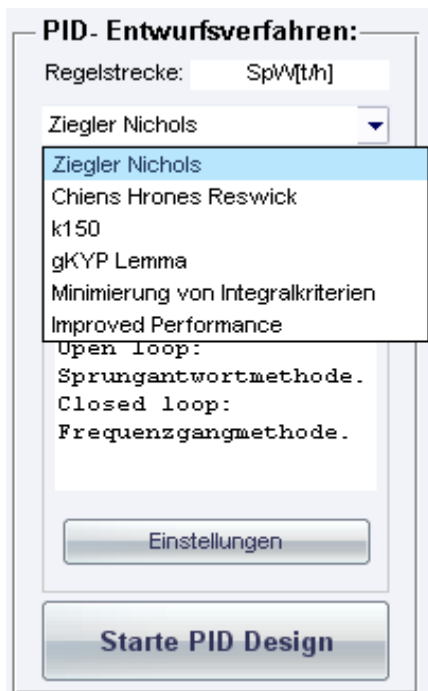 PID- Entwurfsverfahren:
Regelstrecke: SpW[t/h]
Ziegler Nichols
Ziegler Nichols
Chiens Hrones Reswick
k150
gKYP Lemma
Minimierung von Integralkriterien
Improved Performance
Open loop:
Sprungantwortmethode.
Closed loop:
Frequenzgangmethode.
Einstellungen
Starte PID Design